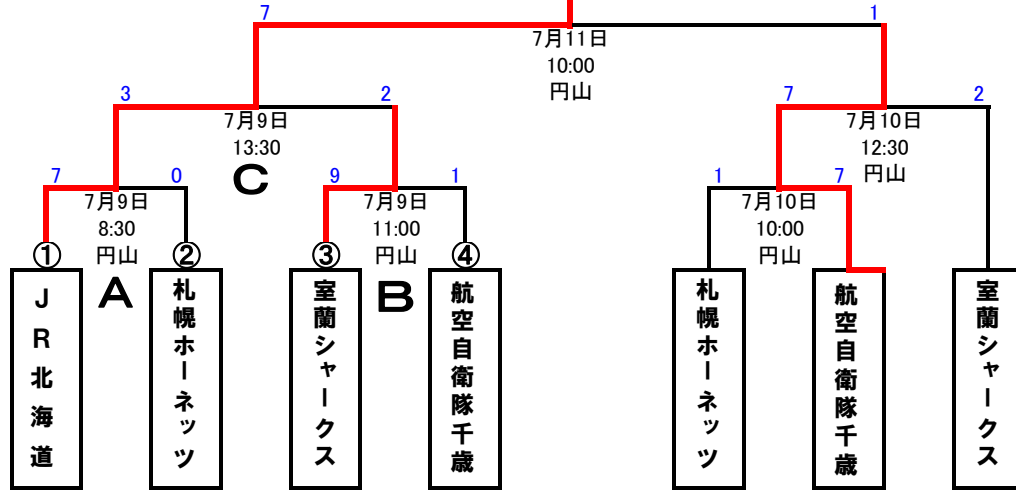 7
1
7月11日
10:00
円山
3
2
7
2
7月9日
13:30
C
7月10日
12:30
円山
7
0
9
1
1
7
7月9日
8:30
円山
7月9日
11:00
円山
7月10日
10:00
円山
①
②
③
④
A
B
JR北海道
札幌ホーネッツ
室蘭シャークス
航空自衛隊千歳
札幌ホーネッツ
航空自衛隊千歳
室蘭シャークス